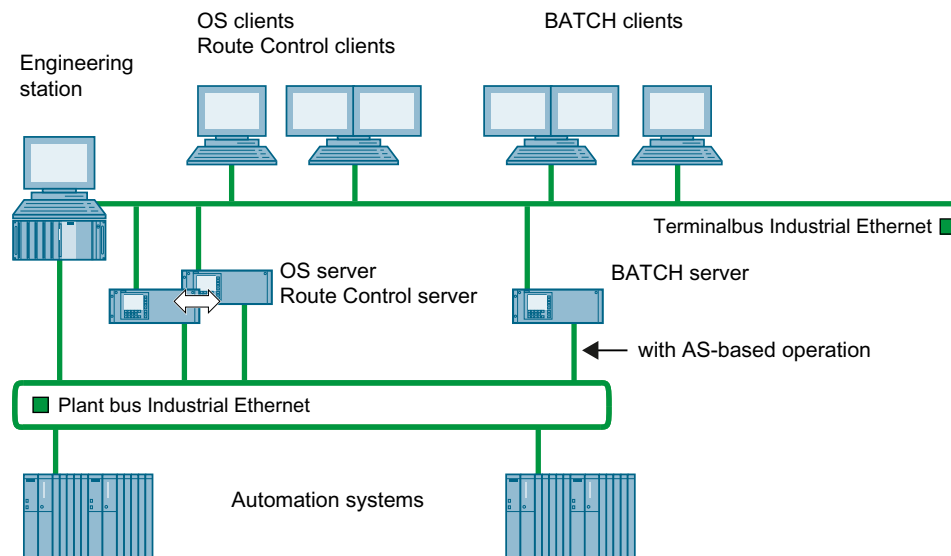 OS clients
Route Control clients
BATCH clients
Engineering
station
Terminalbus Industrial Ethernet
OS server
Route Control server
BATCH server
with AS-based operation
Plant bus Industrial Ethernet
Automation systems